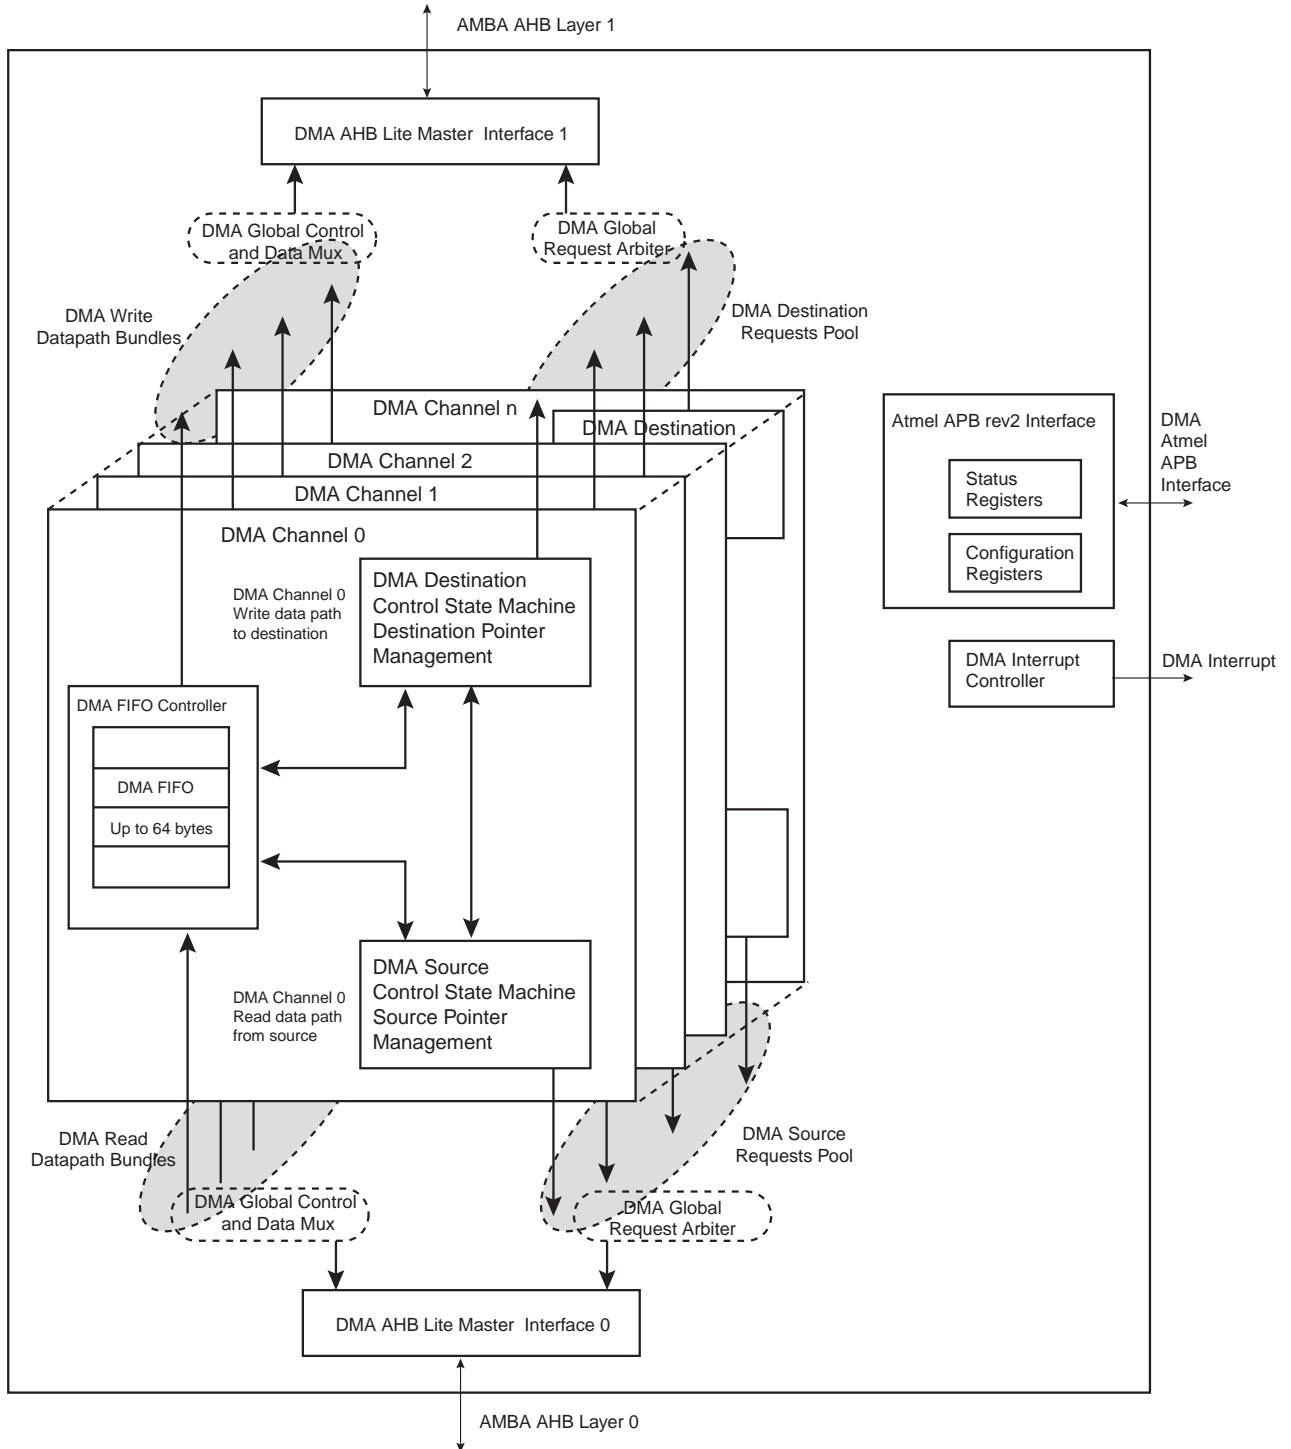 AMBA AHB Layer 1
DMA AHB Lite Master Interface 1
DMA Global Control
and Data Mux
DMA Global
Request Arbiter
DMA Write
Datapath Bundles
DMA Destination
Requests Pool
DMA Channel n
DMA Destination
DMA Channel 2
DMA Channel 1
DMA Channel 0
Atmel APB rev2 Interface
Status
Registers
Configuration
Registers
DMA
Atmel
APB
Interface
DMA Interrupt
Controller
DMA Interrupt
DMA Channel 0
Write data path
to destination
DMA Destination
Control State Machine
Destination Pointer
Management
DMA FIFO Controller
DMA FIFO
Up to 64 bytes
DMA Channel 0
Read data path
from source
DMA Source
Control State Machine
Source Pointer
Management
DMA Read
Datapath Bundles
DMA Source
Requests Pool
DMA Global Control
and Data Mux
DMA Global
Request Arbiter
DMA AHB Lite Master Interface 0
AMBA AHB Layer 0